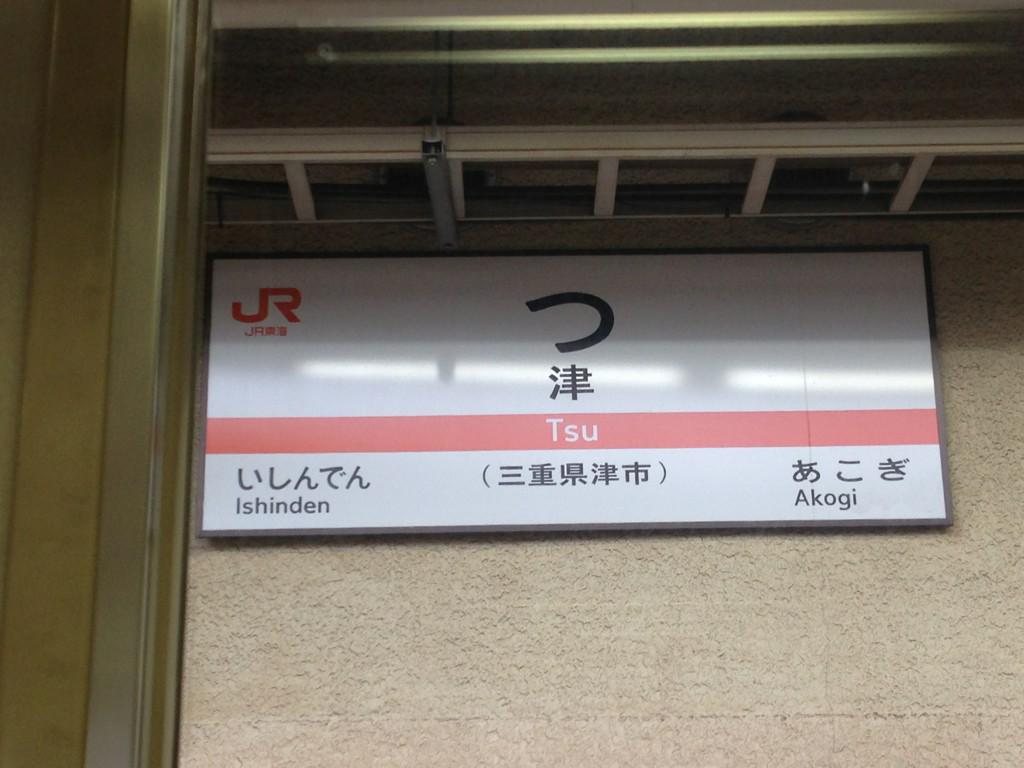 JR
JR東海
つ
津
Tsu
いしんでん
Ishinden
（三重県津市）
あこぎ
Akogi